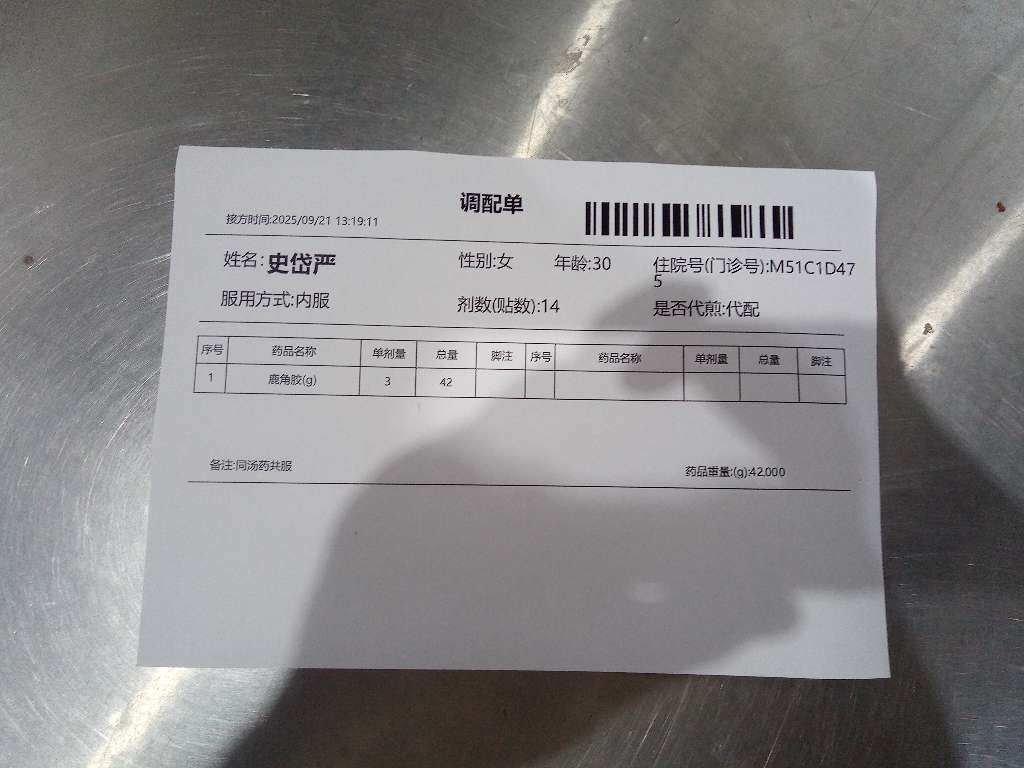 调配单
接方时间:2025/09/21 13:19:11
姓名:史岱严 性别:女 年龄:30 住院号(门诊号):M51C1D47
5
服用方式:内服 剂数(贴数):14 是否代煎:代配
序号 药品名称 单剂量 总量 脚注 序号 药品名称 单剂量 总量 脚注
1 鹿角胶(g) 3 42
备注:同汤药共服 药品重量:(g):42.000